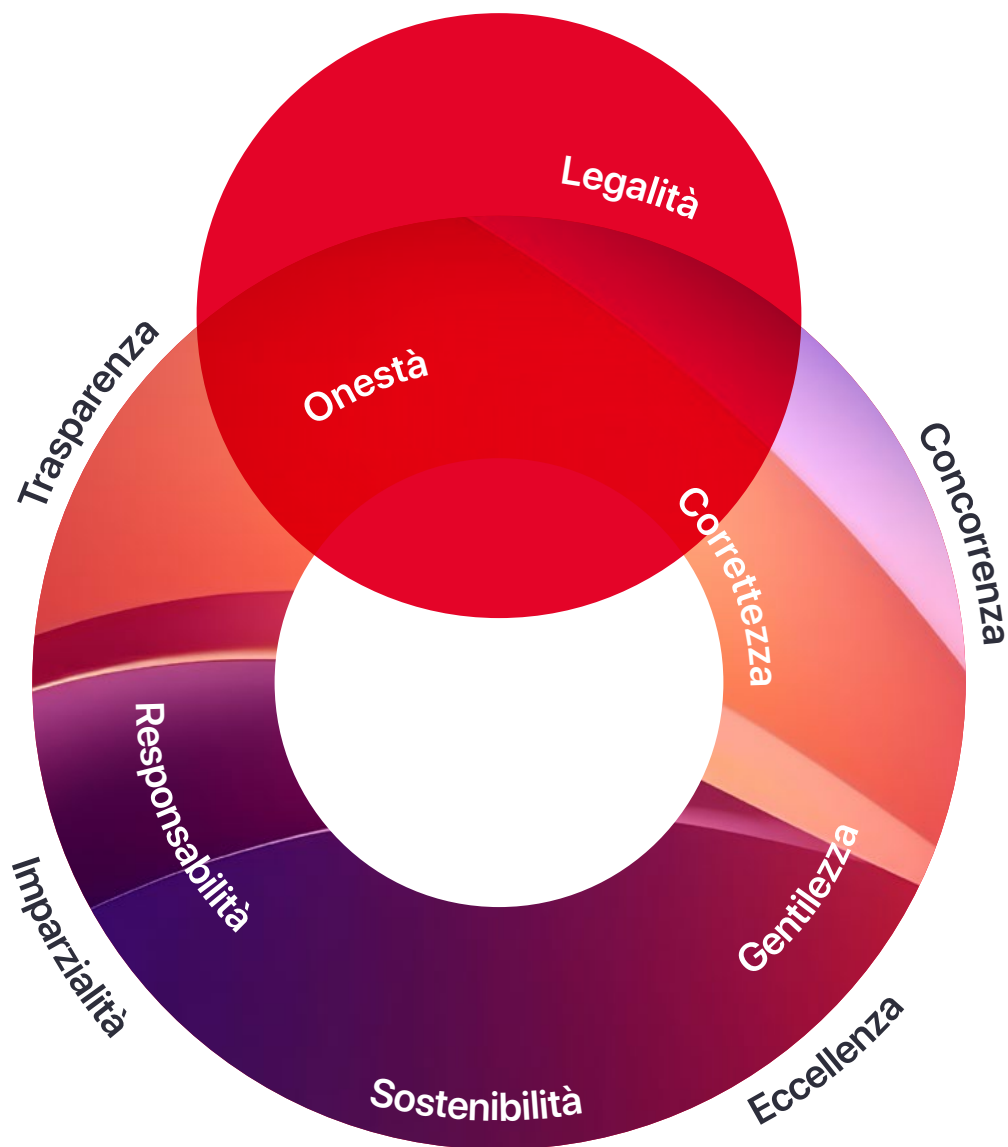 Legalità
Onestà
Trasparenza
Concorrenza
Correttezza
Responsabilità
Gentilezza
Imparzialità
Eccellenza
Sostenibilità